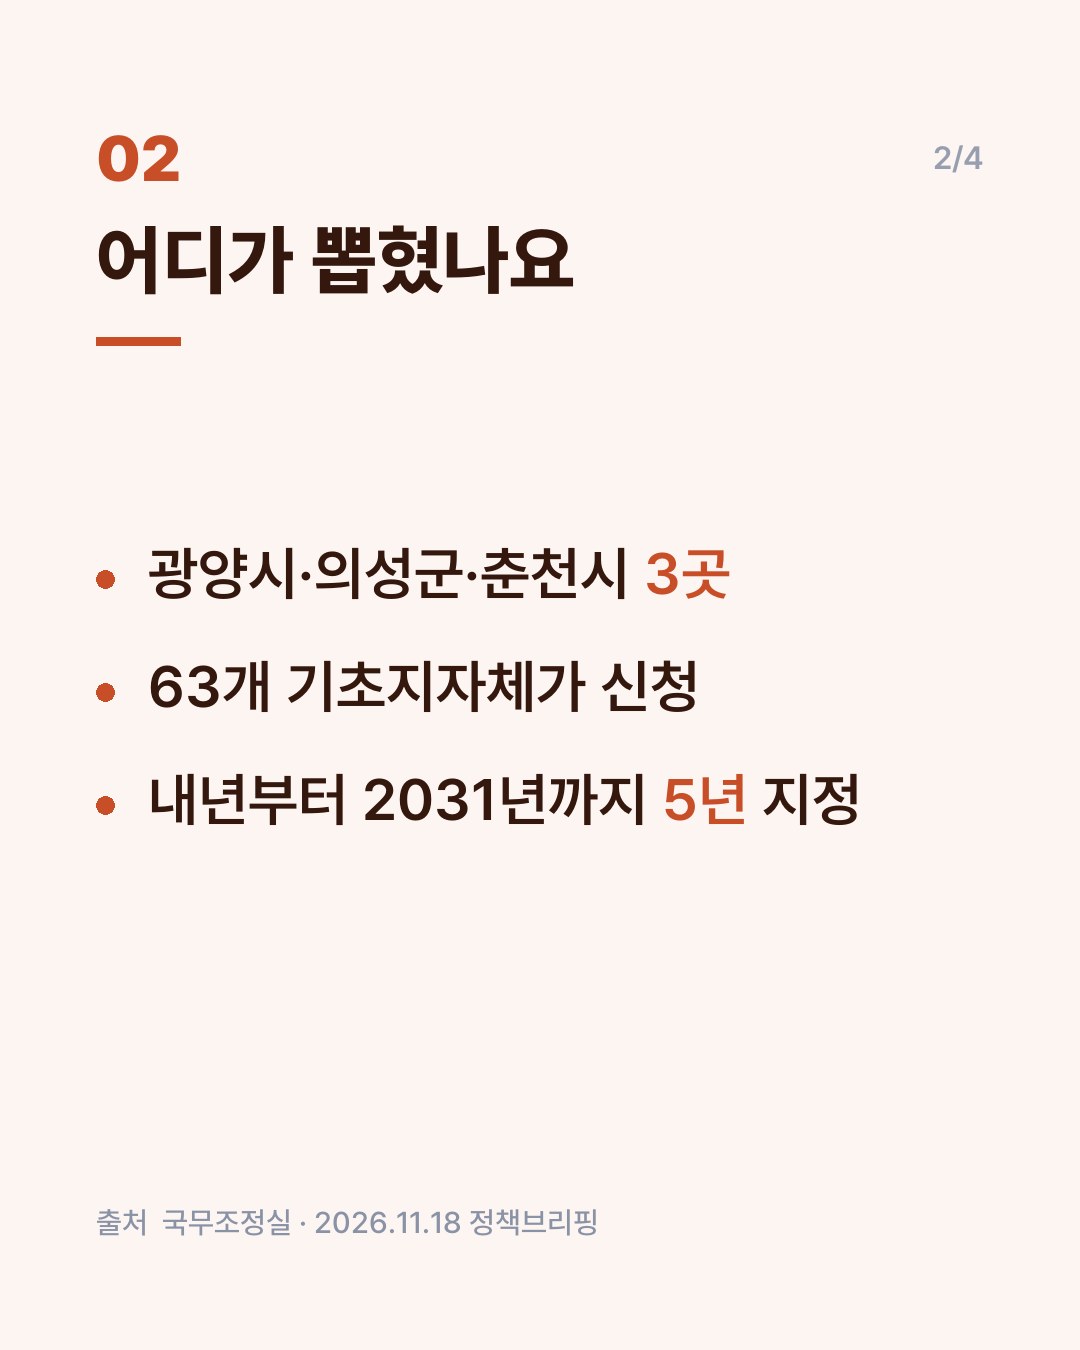 02
2/4
어디가 뽑혔나요
광양시·의성군·춘천시 3곳
63개 기초지자체가 신청
내년부터 2031년까지 5년 지정
출처 국무조정실 · 2026.11.18 정책브리핑